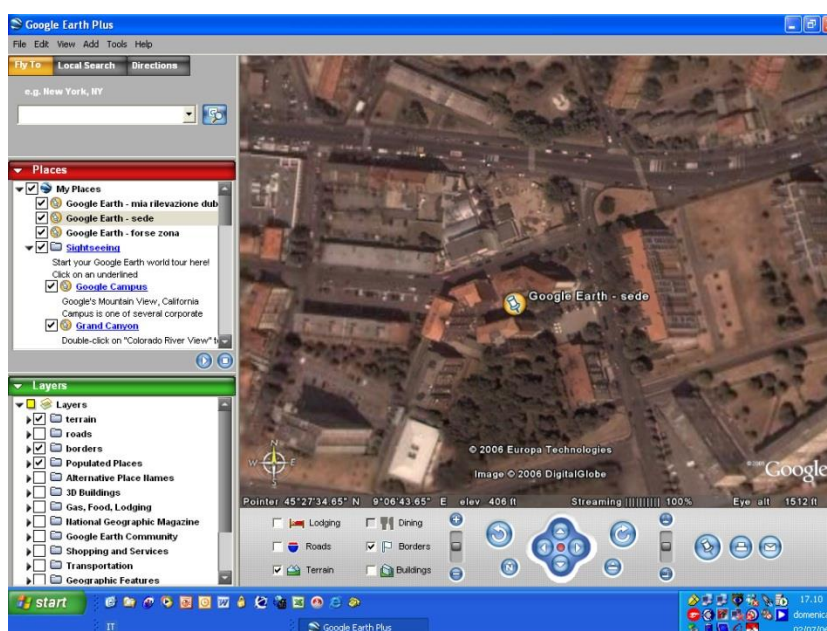 Google Earth Plus
File Edit View Add Tools Help
Fly To Local Search Directions
e.g. New York, NY
Places
My Places
Google Earth - mia rilevazione dub
Google Earth - sede
Google Earth - forse zona
Sightseeing
Start your Google Earth world tour here!
Click on an underlined
Google Campus
Google's Mountain View, California
Campus is one of several corporate
Grand Canyon
Double-click on "Colorado River View" t
Layers
Layers
terrain
roads
borders
Populated Places
Alternative Place Names
3D Buildings
Gas, Food, Lodging
National Geographic Magazine
Google Earth Community
Shopping and Services
Transportation
Geographic Features
Google Earth - sede
N
W E
S
© 2006 Europa Technologies
Image © 2006 DigitalGlobe
© 2005 Google
Pointer 45°27'34.65" N 9°06'43.65" E elev 406 ft Streaming |||||||||| 100% Eye alt 1512 ft
Lodging Dining
Roads Borders
Terrain Buildings
N
start
IT
Google Earth Plus
17.10
domenica
02/07/06